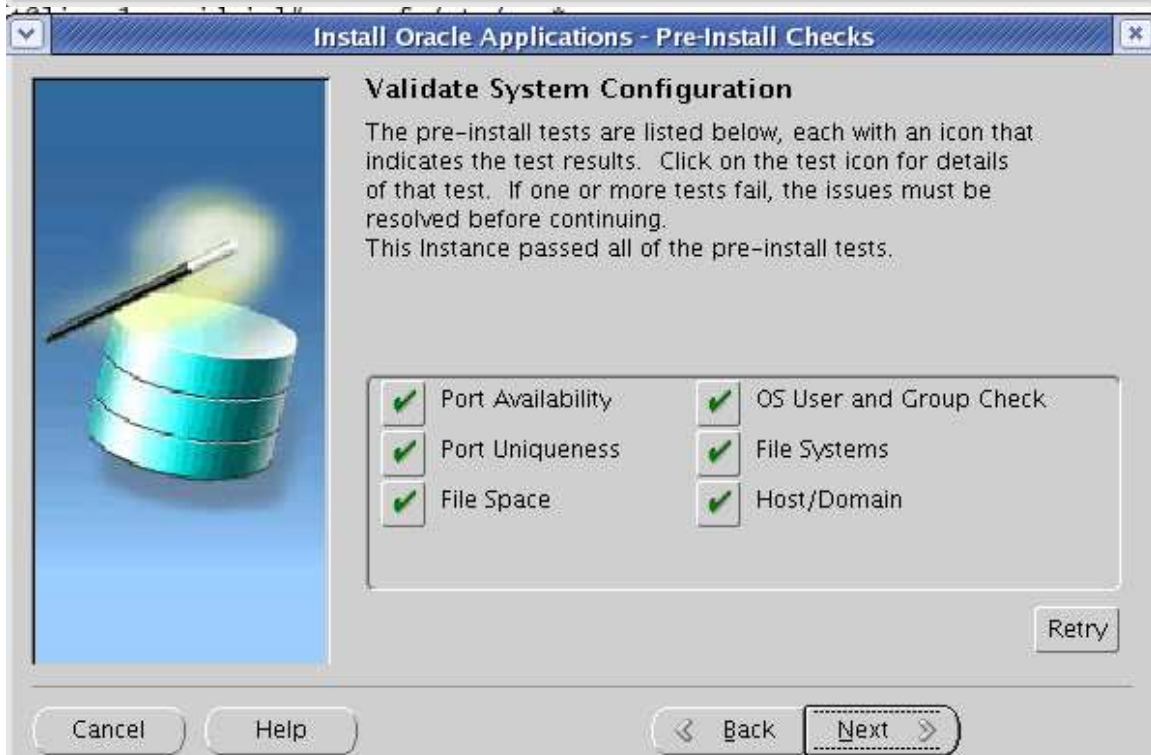 Install Oracle Applications - Pre-Install Checks
Validate System Configuration
The pre-install tests are listed below, each with an icon that
indicates the test results. Click on the test icon for details
of that test. If one or more tests fail, the issues must be
resolved before continuing.
This Instance passed all of the pre-install tests.
Port Availability
OS User and Group Check
Port Uniqueness
File Systems
File Space
Host/Domain
Retry
Cancel
Help
Back
Next